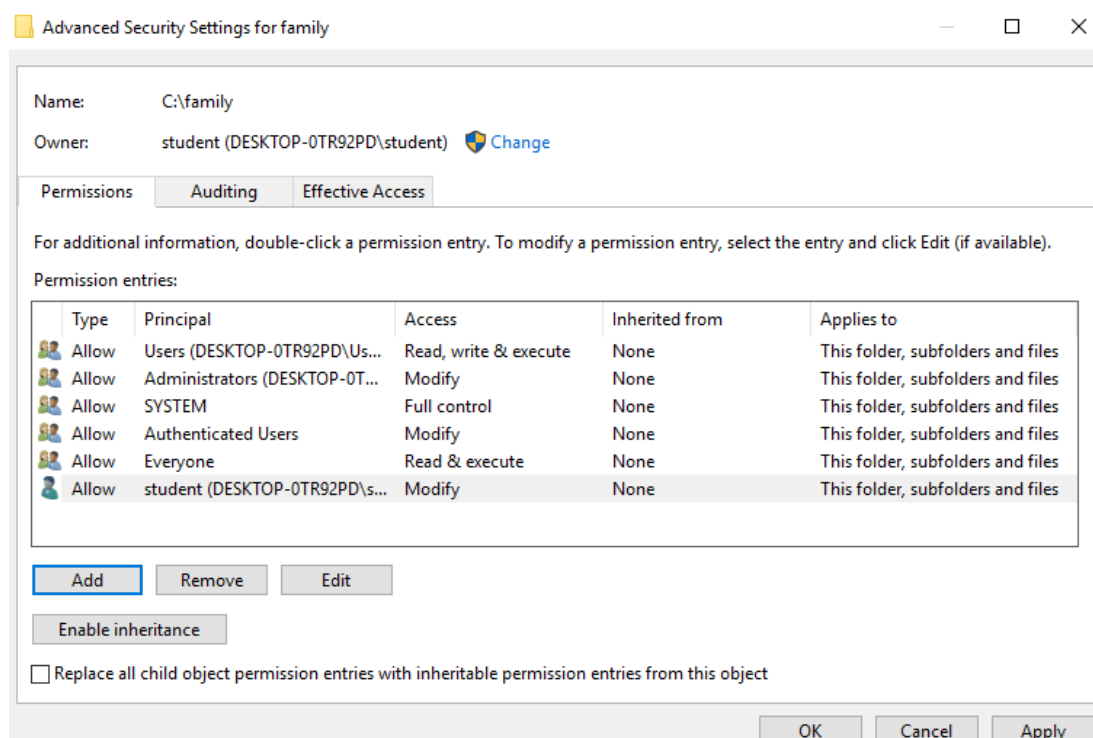 Advanced Security Settings for family
Name: C:\family
Owner: student (DESKTOP-0TR92PD\student) Change
Permissions Auditing Effective Access
For additional information, double-click a permission entry. To modify a permission entry, select the entry and click Edit (if available).
Permission entries:
Type Principal Access Inherited from Applies to
Allow Users (DESKTOP-0TR92PD\Us... Read, write & execute None This folder, subfolders and files
Allow Administrators (DESKTOP-0T... Modify None This folder, subfolders and files
Allow SYSTEM Full control None This folder, subfolders and files
Allow Authenticated Users Modify None This folder, subfolders and files
Allow Everyone Read & execute None This folder, subfolders and files
Allow student (DESKTOP-0TR92PD\s... Modify None This folder, subfolders and files
Add Remove Edit
Enable inheritance
Replace all child object permission entries with inheritable permission entries from this object
OK Cancel Apply